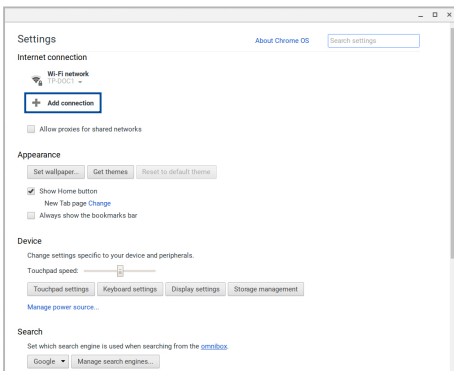 Settings
About Chrome OS
Search settings
Internet connection
Wi-Fi network
TP-DOC1
Add connection
Allow proxies for shared networks
Appearance
Set wallpaper... Get themes Reset to default theme
Show Home button
New Tab page Change
Always show the bookmarks bar
Device
Change settings specific to your device and peripherals.
Touchpad speed:
Touchpad settings Keyboard settings Display settings Storage management
Manage power source...
Search
Set which search engine is used when searching from the omnibox.
Google Manage search engines...